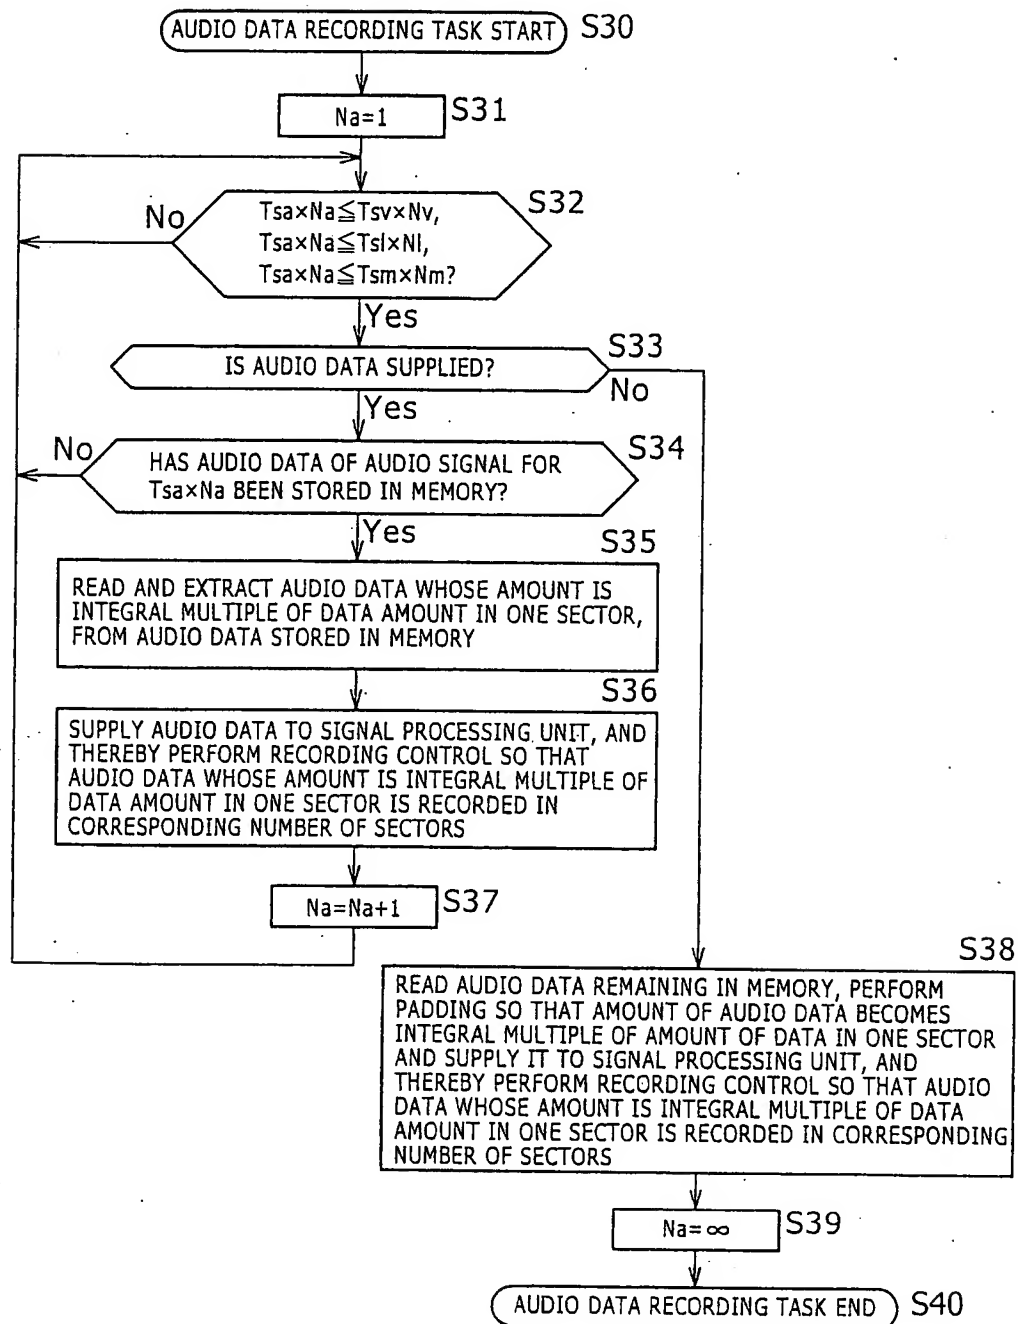 AUDIO DATA RECORDING TASK START S30
Na=1 S31
S32
Tsa×Na≦Tsv×Nv,
No
Tsa×Na≦Tsl×Nl,
Tsa×Na≦Tsm×Nm?
Yes
S33
IS AUDIO DATA SUPPLIED?
No
Yes
S34
No
HAS AUDIO DATA OF AUDIO SIGNAL FOR
Tsa×Na BEEN STORED IN MEMORY?
Yes
S35
READ AND EXTRACT AUDIO DATA WHOSE AMOUNT IS
INTEGRAL MULTIPLE OF DATA AMOUNT IN ONE SECTOR,
FROM AUDIO DATA STORED IN MEMORY
S36
SUPPLY AUDIO DATA TO SIGNAL PROCESSING UNIT, AND
THEREBY PERFORM RECORDING CONTROL SO THAT
AUDIO DATA WHOSE AMOUNT IS INTEGRAL MULTIPLE OF
DATA AMOUNT IN ONE SECTOR IS RECORDED IN
CORRESPONDING NUMBER OF SECTORS
Na=Na+1 S37
S38
READ AUDIO DATA REMAINING IN MEMORY, PERFORM
PADDING SO THAT AMOUNT OF AUDIO DATA BECOMES
INTEGRAL MULTIPLE OF AMOUNT OF DATA IN ONE SECTOR
AND SUPPLY IT TO SIGNAL PROCESSING UNIT, AND
THEREBY PERFORM RECORDING CONTROL SO THAT AUDIO
DATA WHOSE AMOUNT IS INTEGRAL MULTIPLE OF DATA
AMOUNT IN ONE SECTOR IS RECORDED IN CORRESPONDING
NUMBER OF SECTORS
Na=∞ S39
AUDIO DATA RECORDING TASK END S40